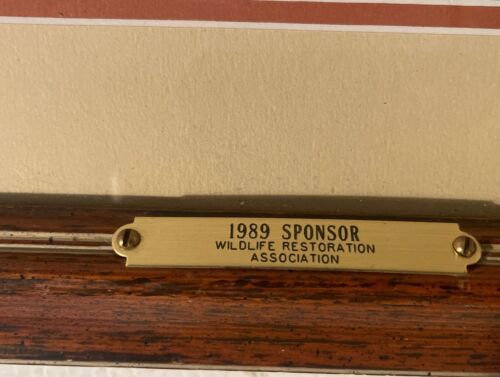 1989 SPONSOR
WILDLIFE RESTORATION
ASSOCIATION